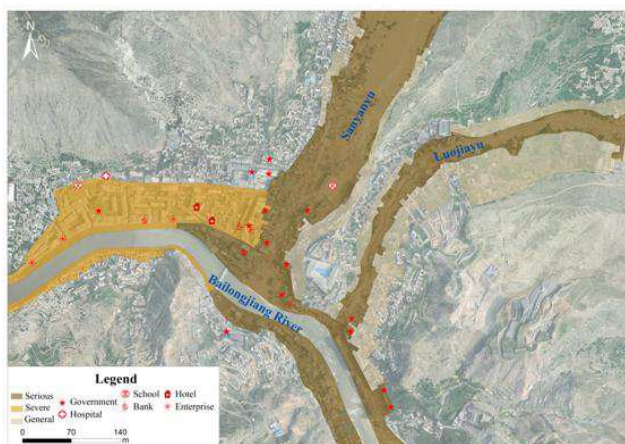 N
Sanyanyu
Luojiayu
Bailongjiang River
Legend
Serious
Severe
General
Government
Hospital
School
Bank
Hotel
Enterprise
0 70 140
m